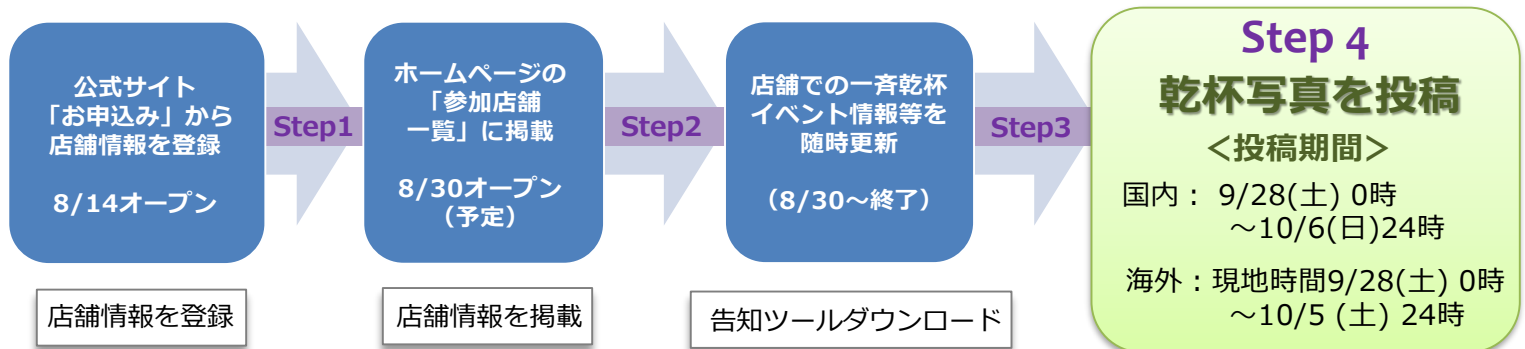 公式サイト
「お申込み」から
店舗情報を登録
8/14オープン
店舗情報を登録
Step1
ホームページの
「参加店舗
一覧」に掲載
8/30オープン
（予定）
店舗情報を掲載
Step2
店舗での一斉乾杯
イベント情報等を
随時更新
（8/30～終了）
告知ツールダウンロード
Step3
Step 4
乾杯写真を投稿
＜投稿期間＞
国内： 9/28(土) 0時
～10/6(日)24時
海外：現地時間9/28(土) 0時
～10/5 (土) 24時